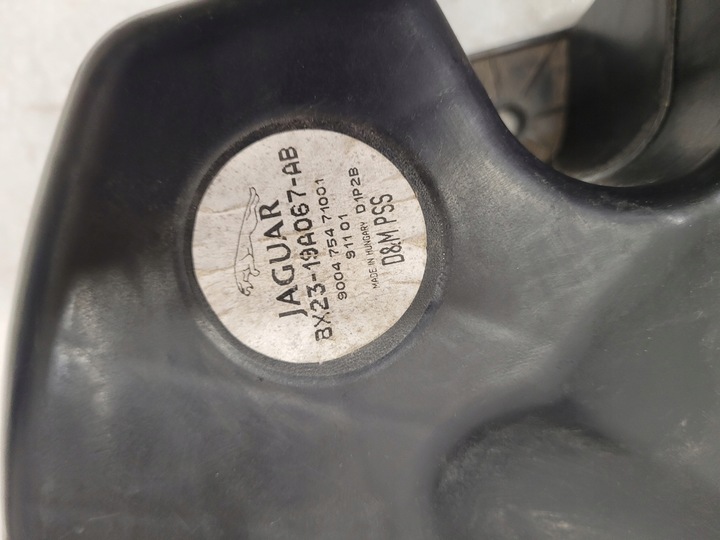 JAGUAR
8X23-19A067-AB
9004 754 71001
911 01
MADE IN HUNGARY D1P2B
D&M PSS